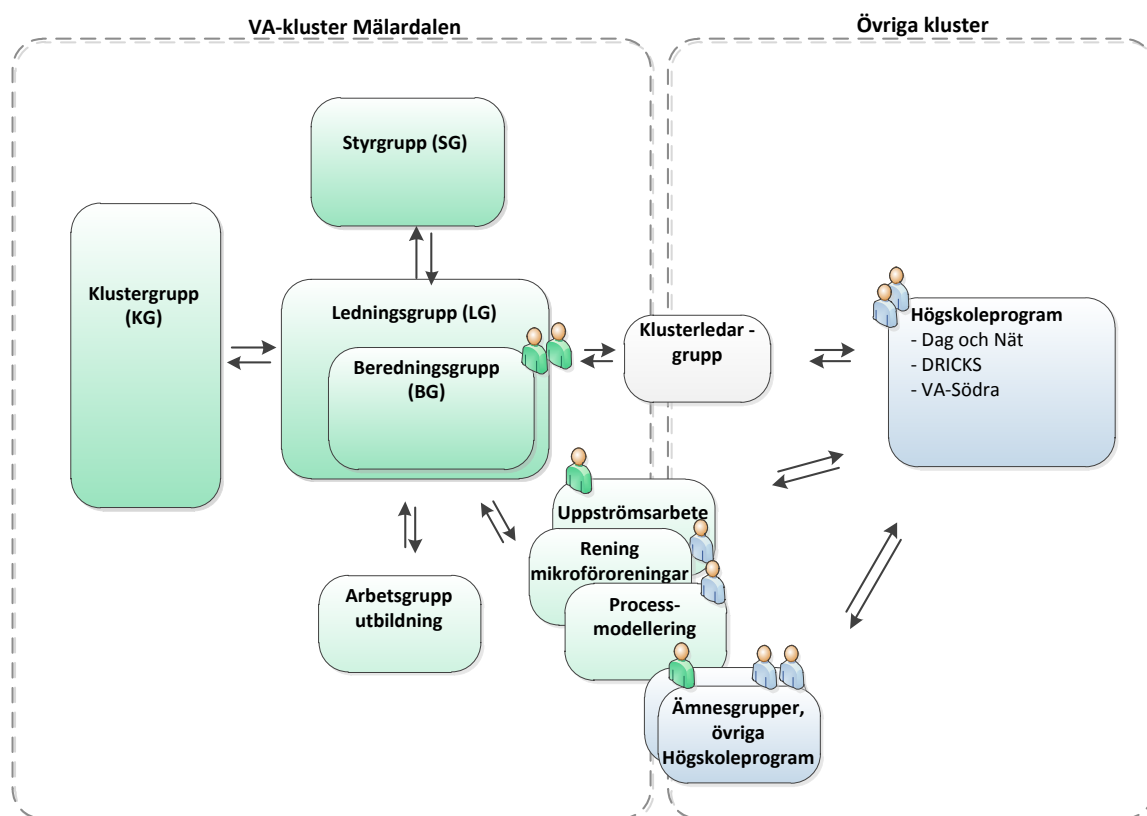 VA-kluster Mälardalen
Övriga kluster
Styrgrupp (SG)
Klustergrupp
(KG)
Ledningsgrupp (LG)
Beredningsgrupp
(BG)
Klusterledar -
grupp
Högskoleprogram
- Dag och Nät
- DRICKS
- VA-Södra
Uppströmsarbete
Rening
mikroföroreningar
Process-
modellering
Arbetsgrupp
utbildning
Ämnesgrupper,
övriga
Högskoleprogram